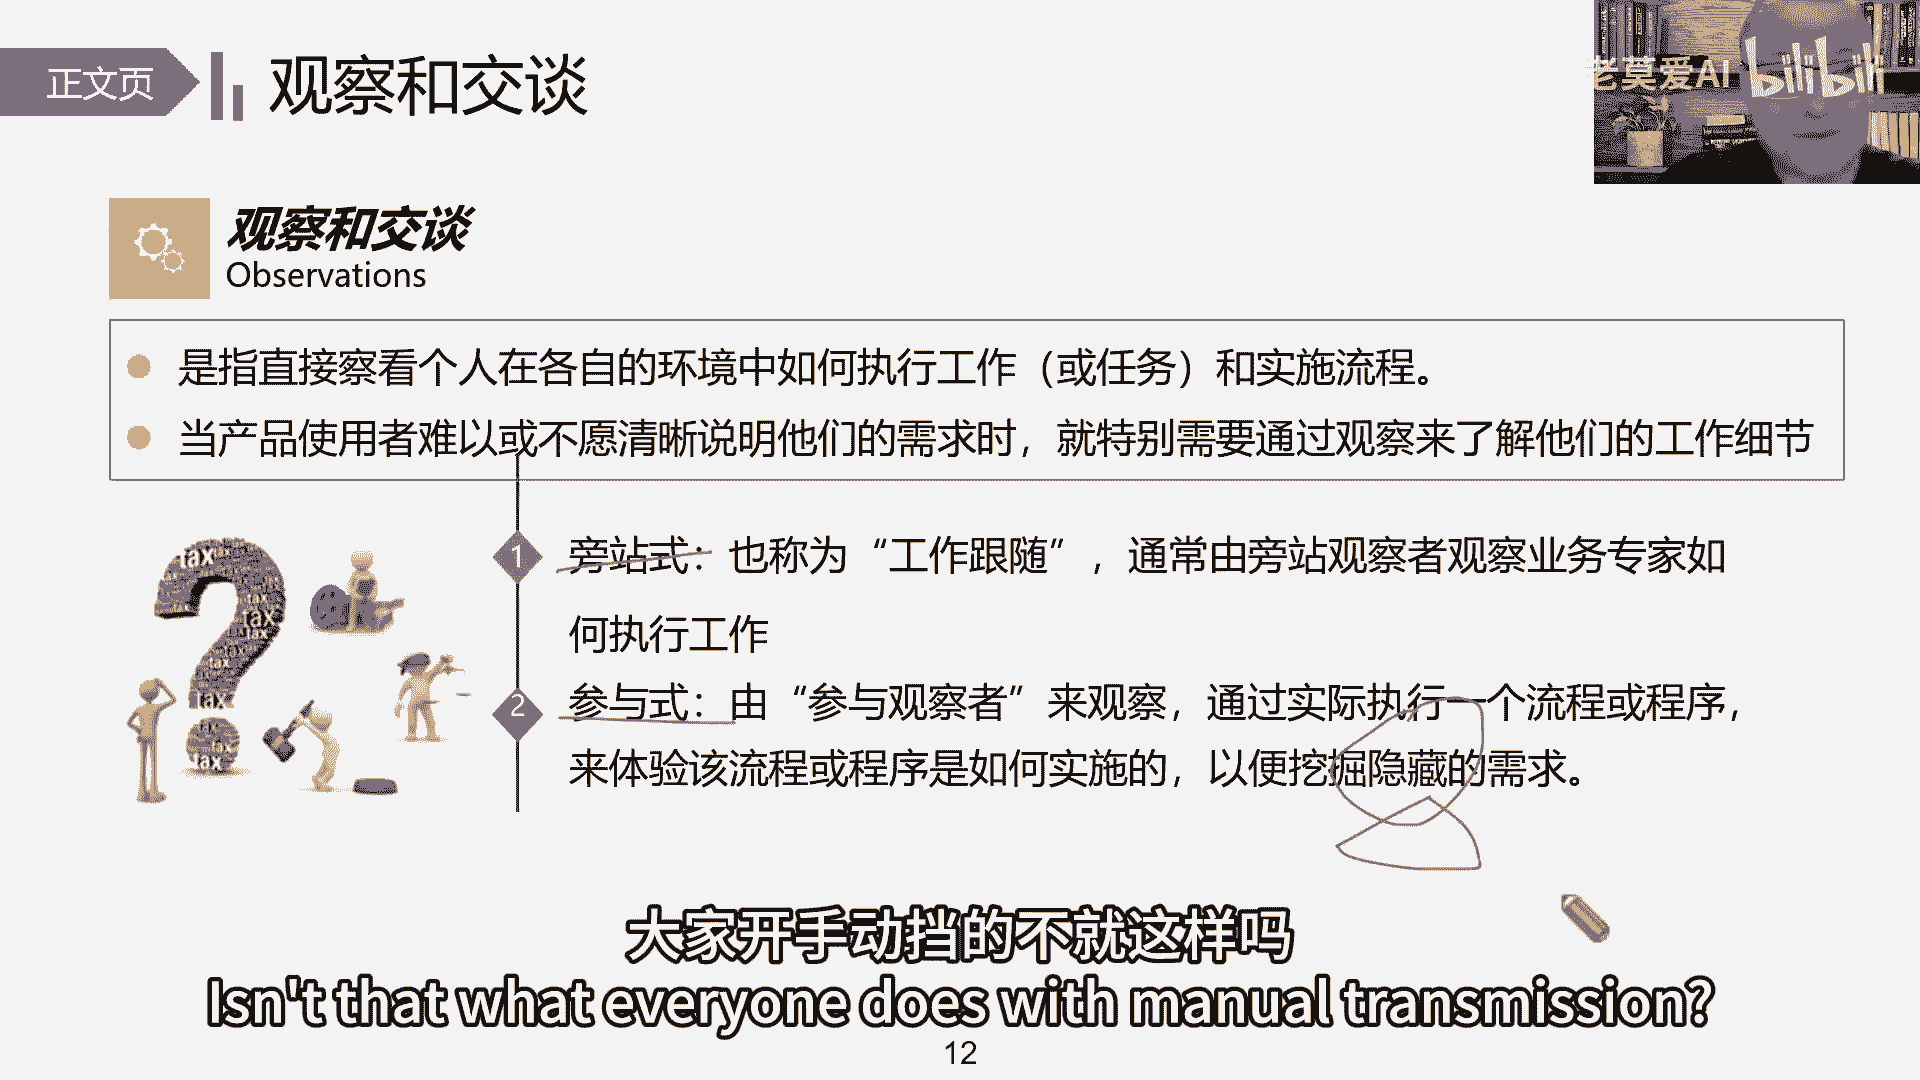 正文页
观察和交谈
老莫爱AI
bilibili
观察和交谈
Observations
是指直接察看个人在各自的环境中如何执行工作（或任务）和实施流程。
当产品使用者难以或不愿清晰说明他们的需求时，就特别需要通过观察来了解他们的工作细节
1
旁站式：也称为“工作跟随”，通常由旁站观察者观察业务专家如
何执行工作
2
参与式：由“参与观察者”来观察，通过实际执行一个流程或程序，
来体验该流程或程序是如何实施的，以便挖掘隐藏的需求。
tax
tax
tax
tax
tax
tax
大家开手动挡的不就这样吗
Isn't that what everyone does with manual transmission?
12